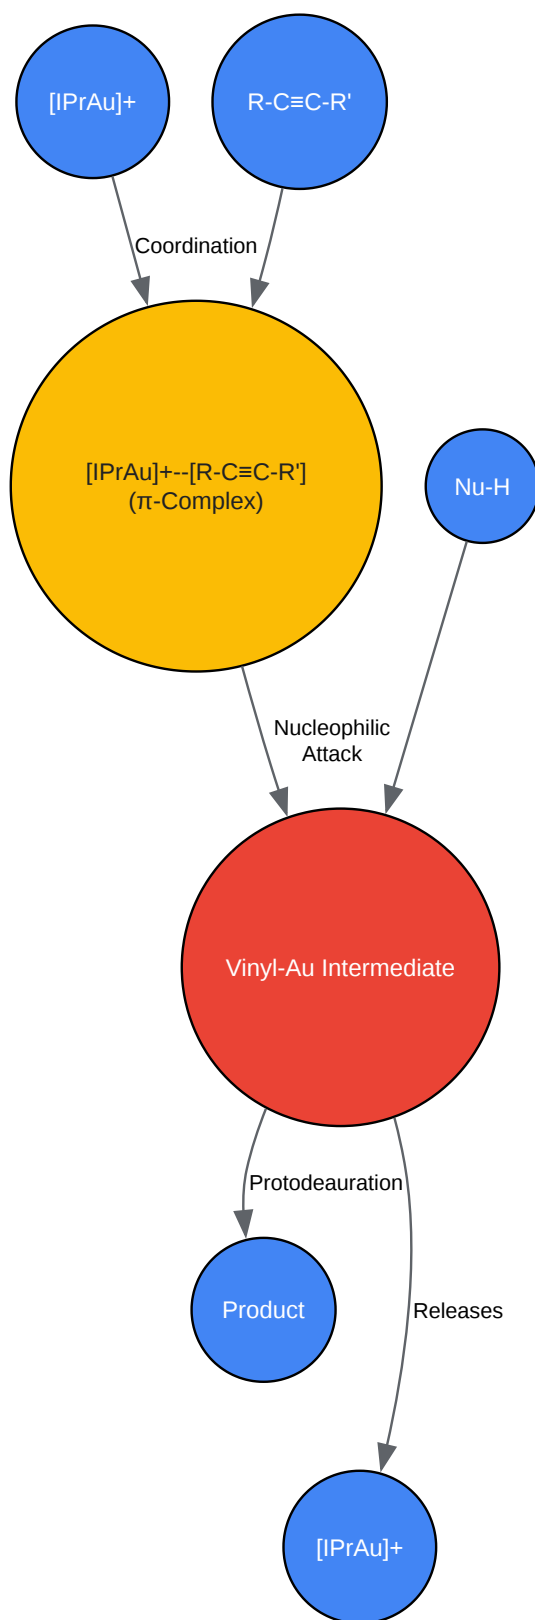 [IPrAu]+
R-C≡C-R'
Coordination
[IPrAu]+--[R-C≡C-R']
(π-Complex)
Nu-H
Nucleophilic
Attack
Vinyl-Au Intermediate
Protodeauration
Product
Releases
[IPrAu]+